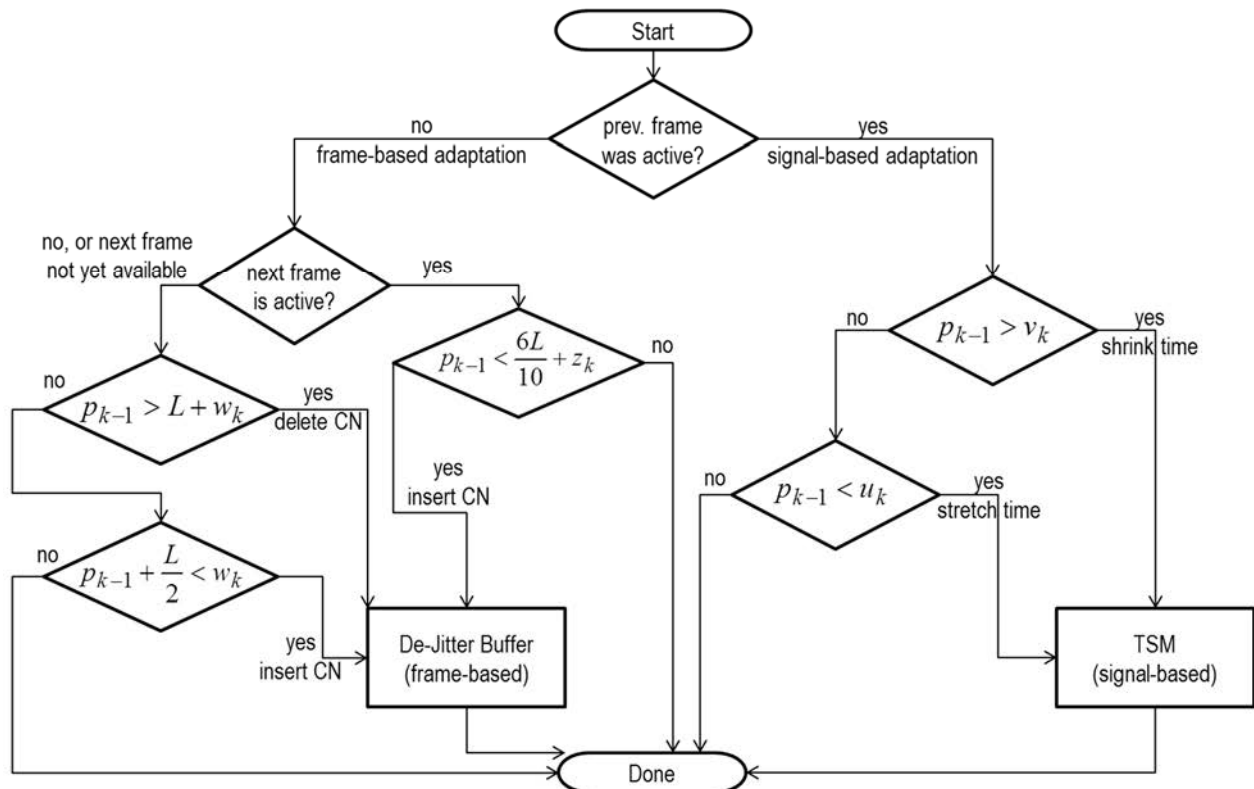 Start
prev. frame
was active?
no
frame-based adaptation
yes
signal-based adaptation
no, or next frame
not yet available
next frame
is active?
yes
p_{k-1} > v_k
no
yes
shrink time
p_{k-1} < 6L/10 + z_k
no
yes
insert CN
no
p_{k-1} > L + w_k
yes
delete CN
no
p_{k-1} < u_k
yes
stretch time
no
p_{k-1} + L/2 < w_k
yes
insert CN
De-Jitter Buffer
(frame-based)
TSM
(signal-based)
Done